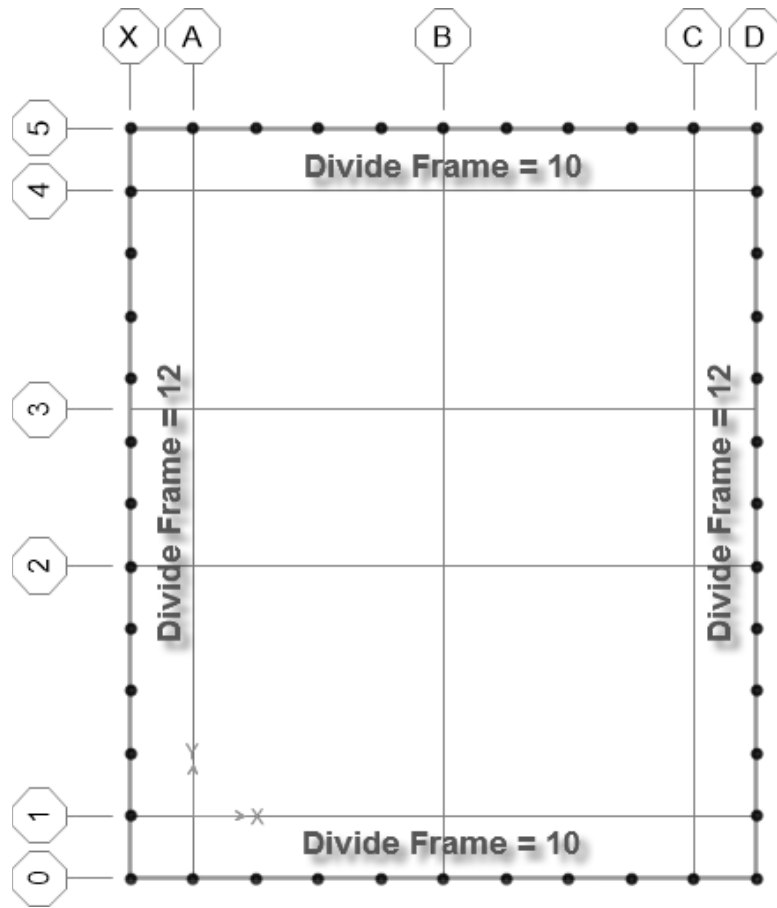 X A B C D
5
Divide Frame = 10
4
3
Divide Frame = 12
Divide Frame = 12
2
Y
1
X
Divide Frame = 10
0